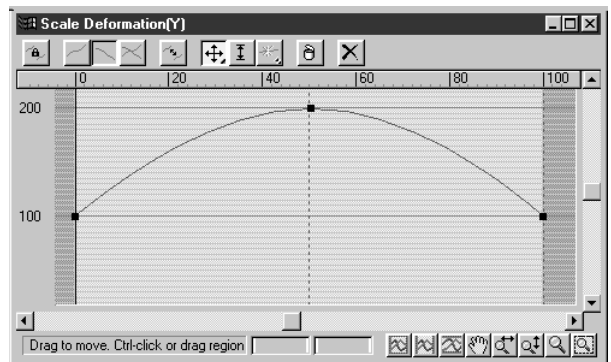 Scale Deformation(Y)
0 20 40 60 80 100
200
100
Drag to move. Ctrl-click or drag region